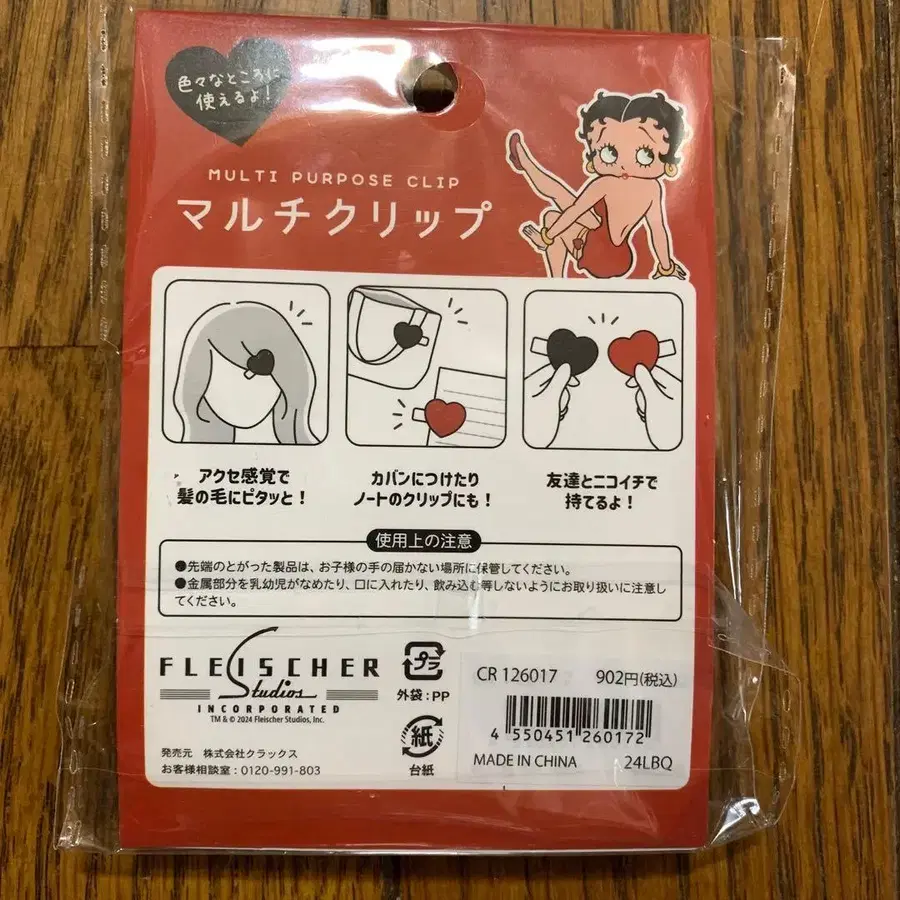 色々なところに
使えるよ!
MULTI PURPOSE CLIP
マルチクリップ
アクセ感覚で
髪の毛にピタッと!
カバンにつけたり
ノートのクリップにも!
友達とニコイチで
持てるよ!
使用上の注意
●先端のとがった製品は、お子様の手の届かない場所に保管してください。
●金属部分を乳幼児がなめたり、口に入れたり、飲み込む等しないようにお取り扱いに注意し
てください。
FLEISCHER
Studios
INCORPORATED
TM & © 2024 Fleischer Studios, Inc.
発売元 株式会社クラックス
お客様相談室:0120-991-803
プラ
外袋:PP
紙
台紙
CR 126017 902円(税込)
4 550451 260172
MADE IN CHINA 24LBQ